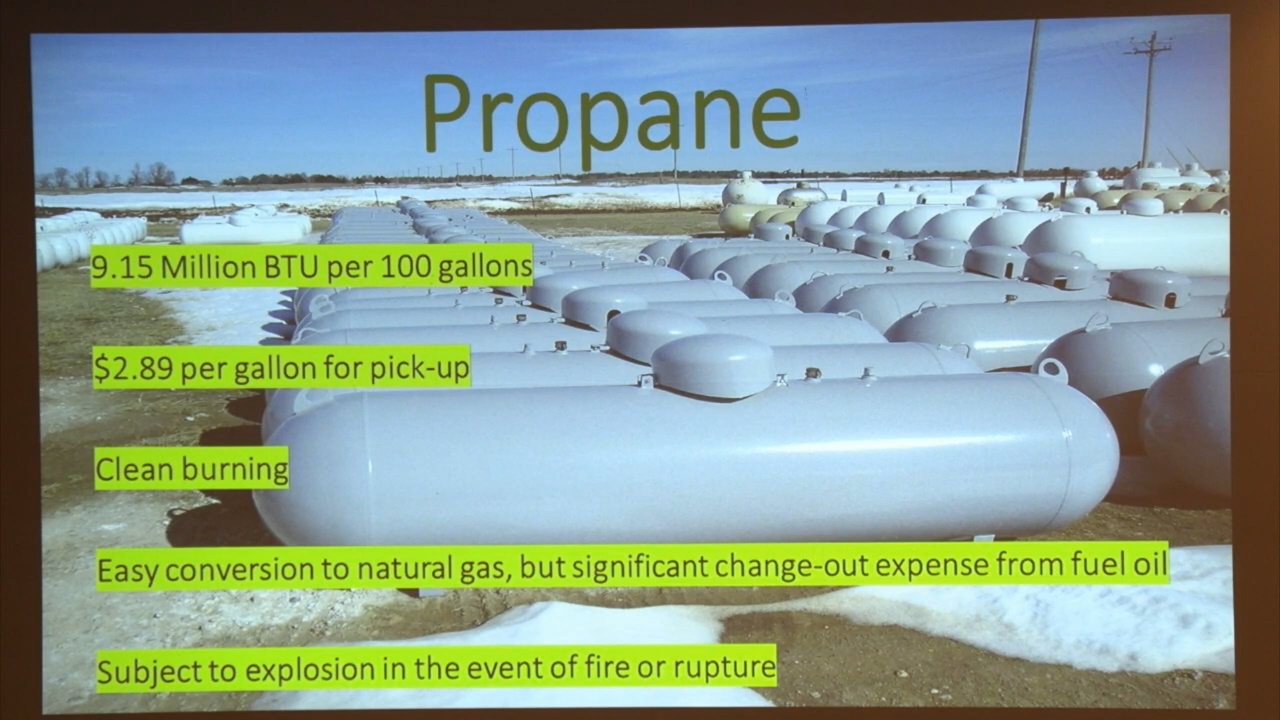 Propane
9.15 Million BTU per 100 gallons
$2.89 per gallon for pick-up
Clean burning
Easy conversion to natural gas, but significant change-out expense from fuel oil
Subject to explosion in the event of fire or rupture